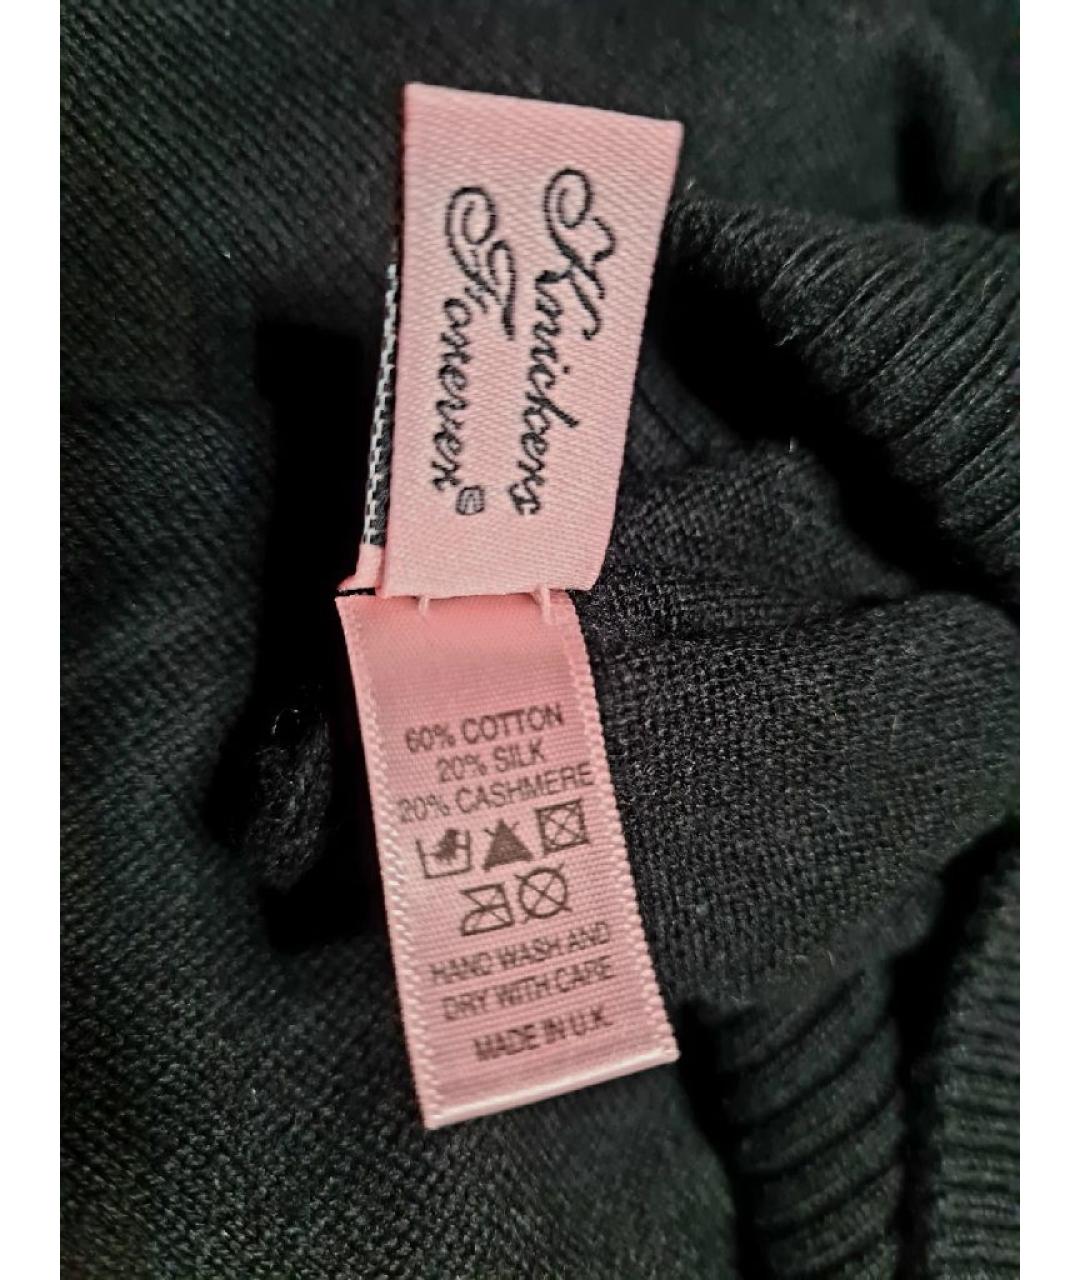 Knickers
Forever®
60% COTTON
20% SILK
20% CASHMERE
HAND WASH AND
DRY WITH CARE
MADE IN U.K